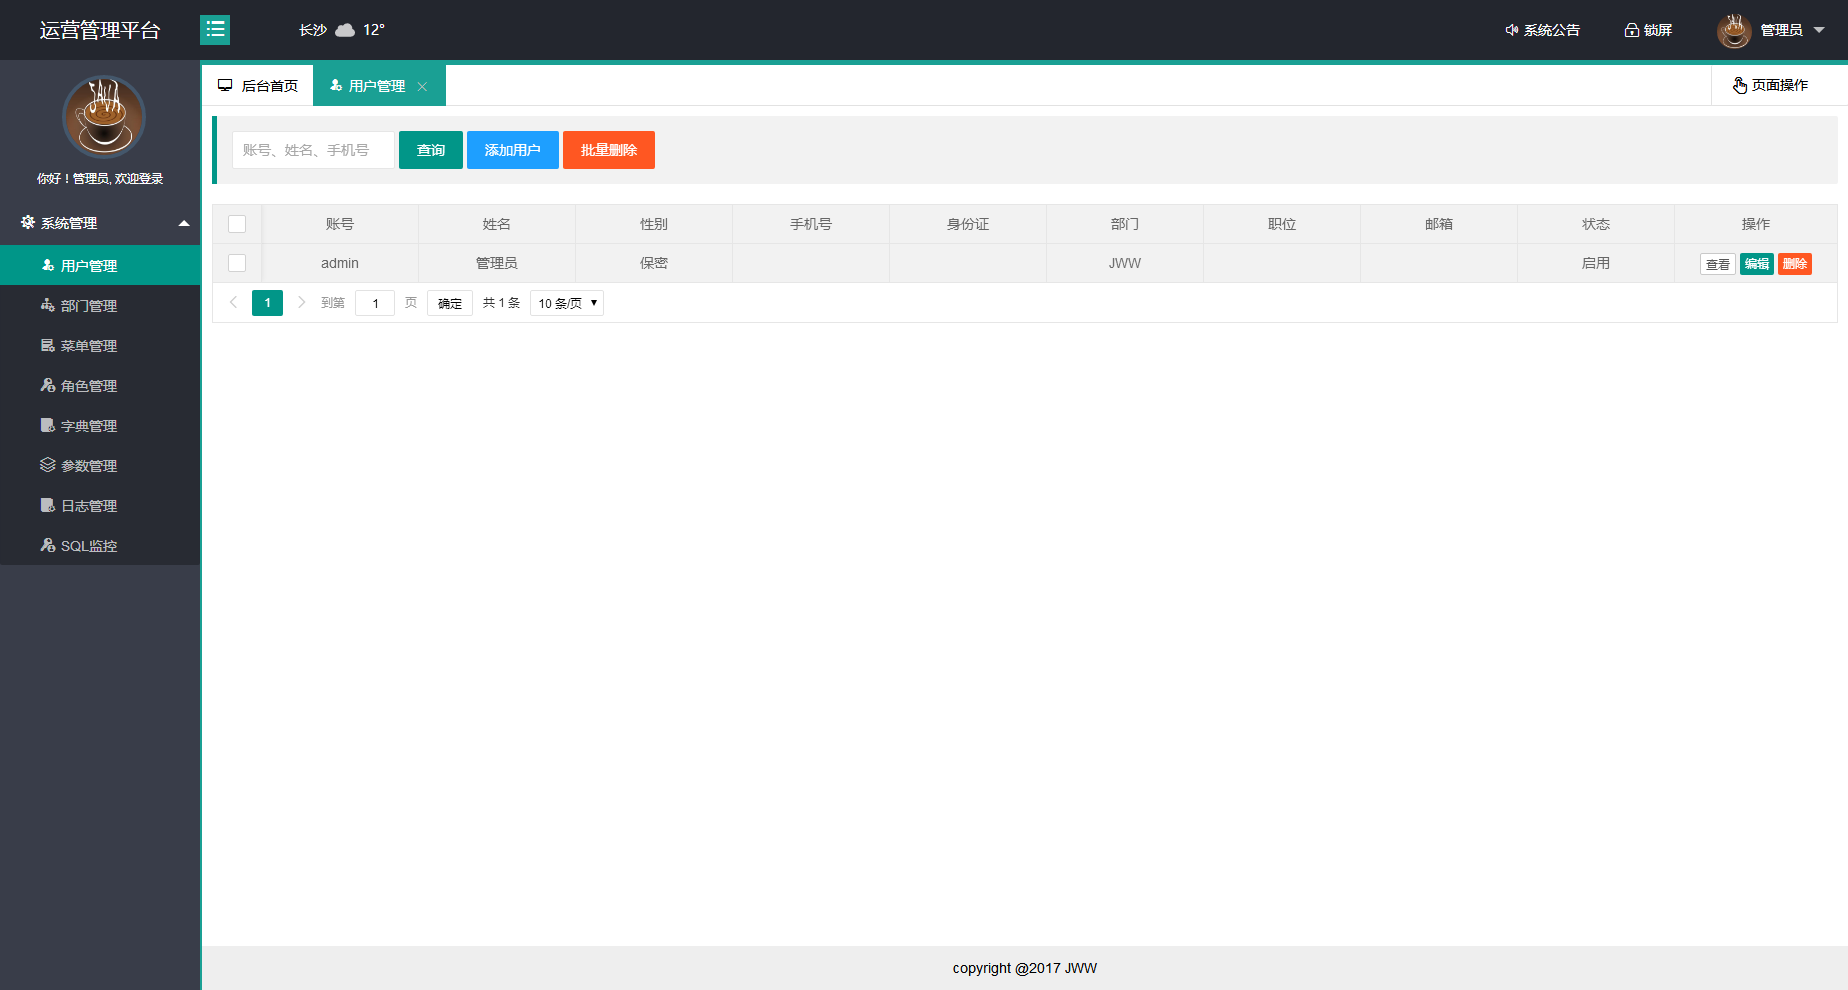 运营管理平台
长沙 12°
系统公告
锁屏
管理员
JAVA
你好！管理员, 欢迎登录
系统管理
用户管理
部门管理
菜单管理
角色管理
字典管理
参数管理
日志管理
SQL监控
后台首页
用户管理
页面操作
账号、姓名、手机号
查询
添加用户
批量删除
账号 姓名 性别 手机号 身份证 部门 职位 邮箱 状态 操作
admin 管理员 保密 JWW 启用 查看 编辑 删除
1 到第 1 页 确定 共 1 条 10 条/页
copyright @2017 JWW